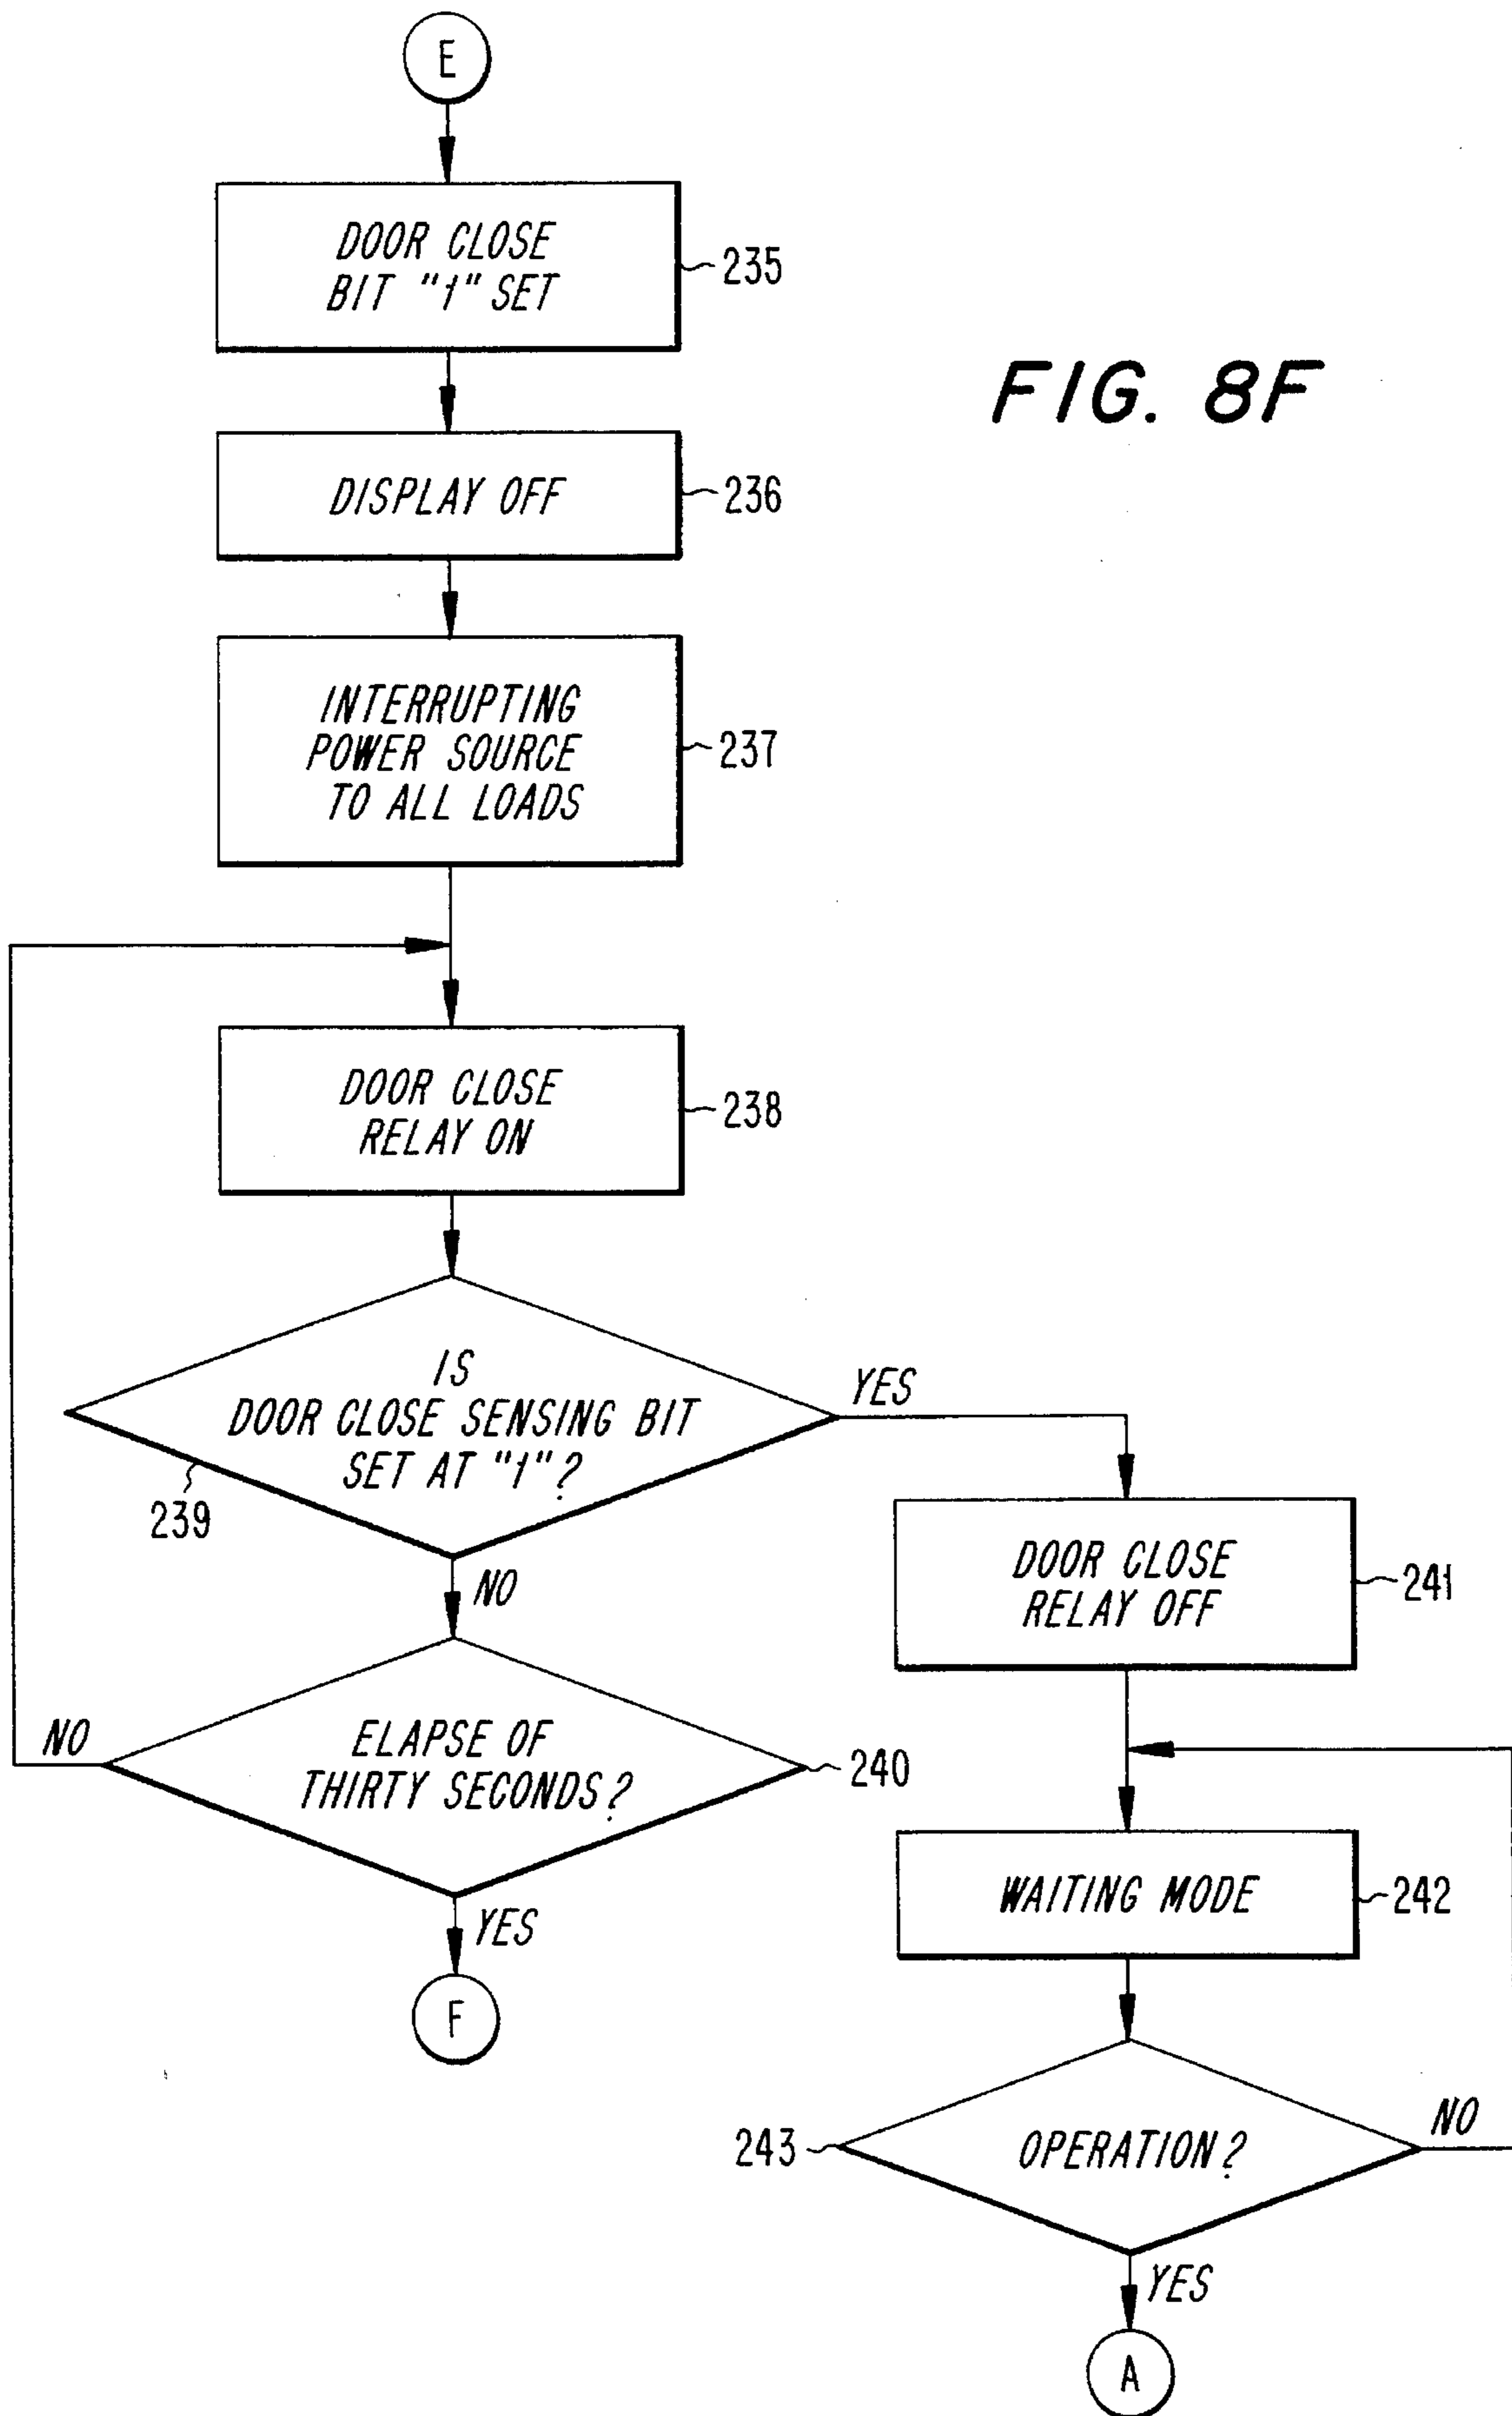 E
DOOR CLOSE
BIT "1" SET
235
FIG. 8F
DISPLAY OFF
236
INTERRUPTING
POWER SOURCE
TO ALL LOADS
237
DOOR CLOSE
RELAY ON
238
IS
DOOR CLOSE SENSING BIT
SET AT "1"?
239
YES
NO
DOOR CLOSE
RELAY OFF
241
ELAPSE OF
THIRTY SECONDS?
240
NO
YES
F
WAITING MODE
242
OPERATION?
243
NO
YES
A